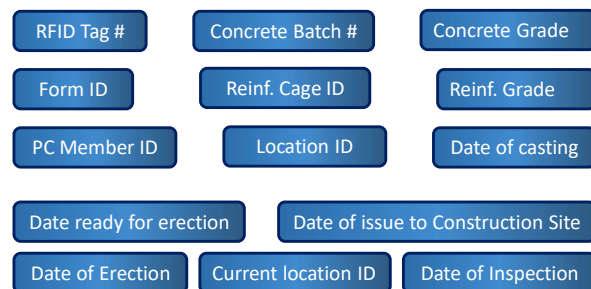 RFID Tag #
Concrete Batch #
Concrete Grade
Form ID
Reinf. Cage ID
Reinf. Grade
PC Member ID
Location ID
Date of casting
Date ready for erection
Date of issue to Construction Site
Date of Erection
Current location ID
Date of Inspection